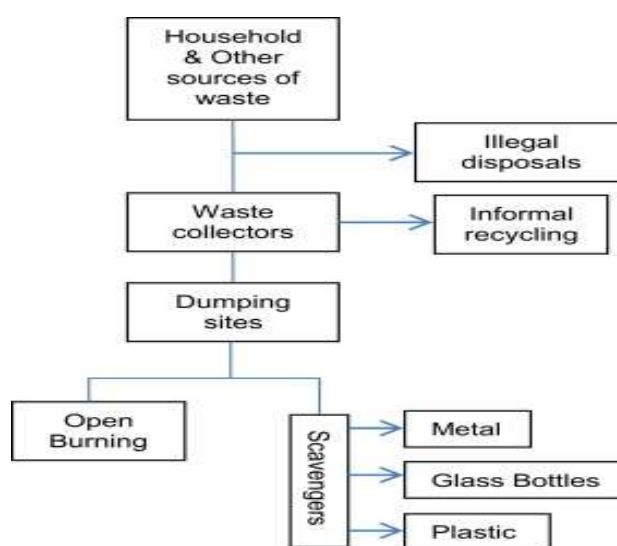 Household
& Other
sources of
waste
Illegal
disposals
Waste
collectors
Informal
recycling
Dumping
sites
Open
Burning
Scavengers
Metal
Glass Bottles
Plastic